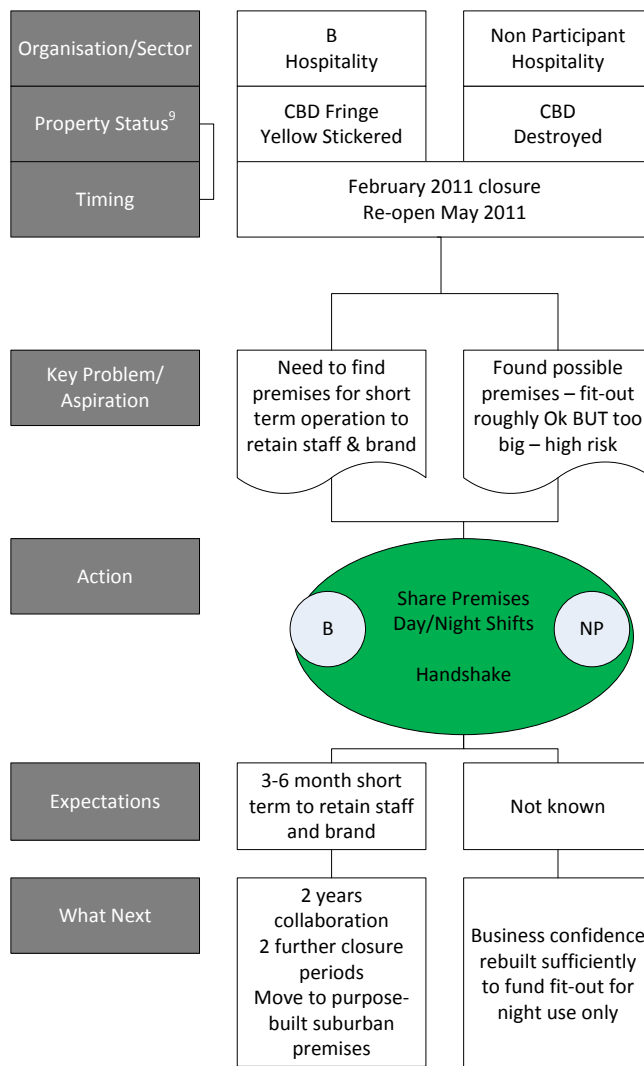 Organisation/Sector
B
Hospitality
Non Participant
Hospitality
Property Status9
CBD Fringe
Yellow Stickered
CBD
Destroyed
Timing
February 2011 closure
Re-open May 2011
Key Problem/
Aspiration
Need to find
premises for short
term operation to
retain staff & brand
Found possible
premises – fit-out
roughly Ok BUT too
big – high risk
Action
Share Premises
Day/Night Shifts
Handshake
B
NP
Expectations
3-6 month short
term to retain staff
and brand
Not known
What Next
2 years
collaboration
2 further closure
periods
Move to purpose-
built suburban
premises
Business confidence
rebuilt sufficiently
to fund fit-out for
night use only